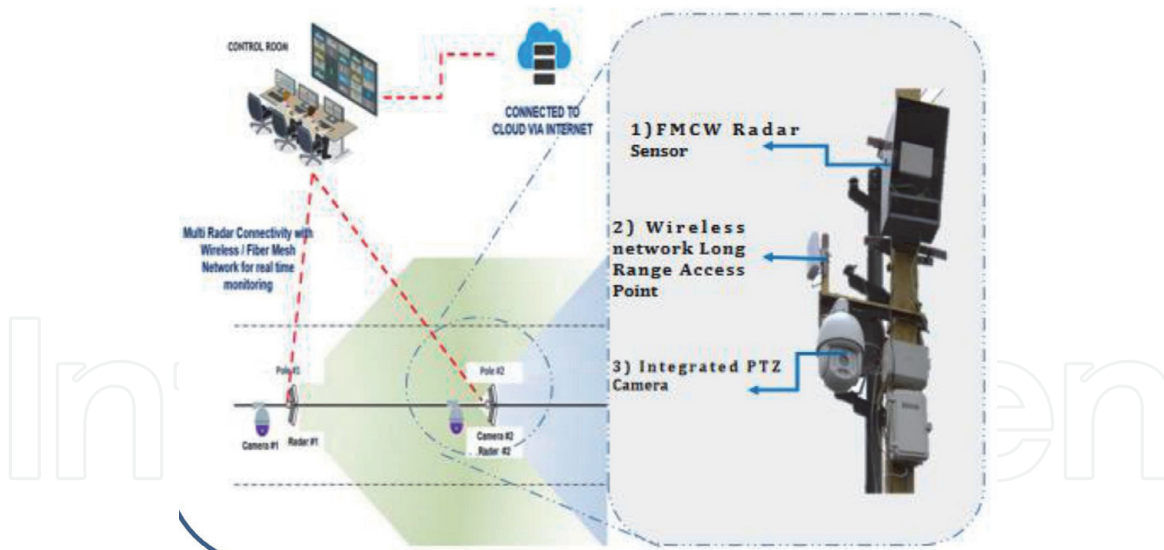 CONTROL ROOM
CONNECTED TO
CLOUD VIA INTERNET
Multi Radar Connectivity with
Wireless / Fiber Mesh
Network for real time
monitoring
Pole #1
Pole #2
Camera #1
Radar #1
Camera #2
Rader #2
1)FMCW Radar
Sensor
2) Wireless
network Long
Range Access
Point
3) Integrated PTZ
Camera